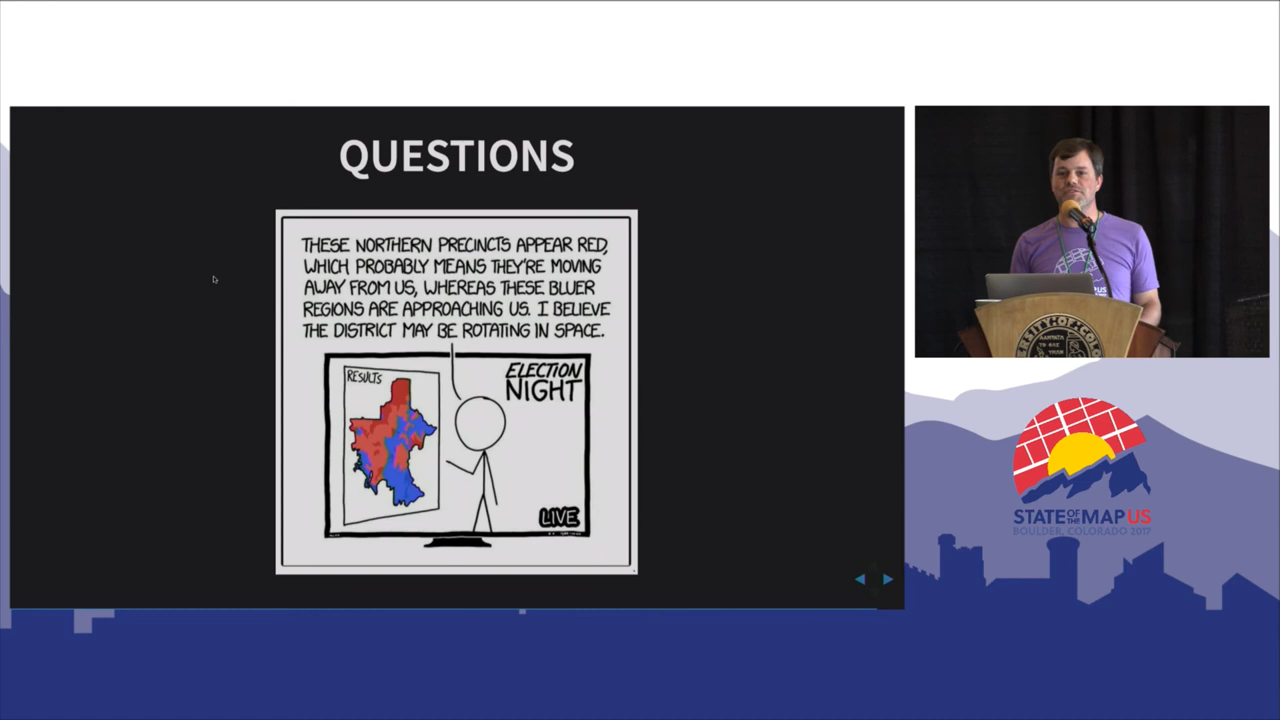 QUESTIONS
THESE NORTHERN PRECINCTS APPEAR RED,
WHICH PROBABLY MEANS THEY'RE MOVING
AWAY FROM US, WHEREAS THESE BLUER
REGIONS ARE APPROACHING US. I BELIEVE
THE DISTRICT MAY BE ROTATING IN SPACE.
RESULTS
ELECTION
NIGHT
LIVE
STATE OF THE MAP US
BOULDER, COLORADO 2017